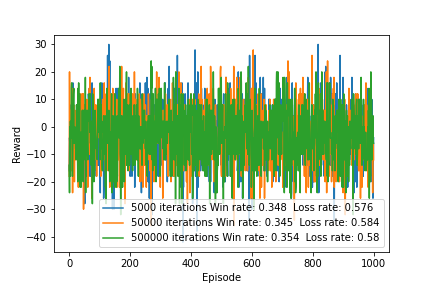 30
20
10
0
−10
−20
−30
−40
Reward
5000 iterations Win rate: 0.348 Loss rate: 0.576
50000 iterations Win rate: 0.345 Loss rate: 0.584
500000 iterations Win rate: 0.354 Loss rate: 0.58
0 200 400 600 800 1000
Episode